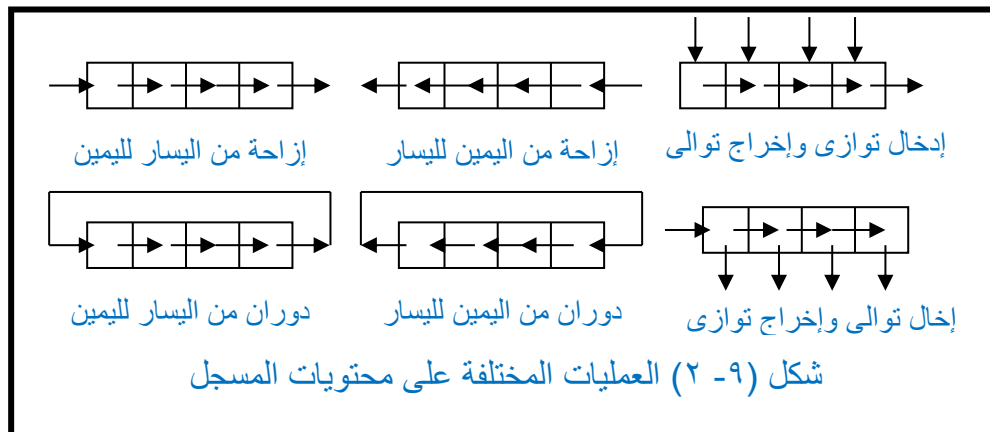 إدخال توازى وإخراج توالى
إزاحة من اليمين لليسار
إزاحة من اليسار لليمين
إخال توالى وإخراج توازى
دوران من اليمين لليسار
دوران من اليسار لليمين
شكل (٩- ٢) العمليات المختلفة على محتويات المسجل